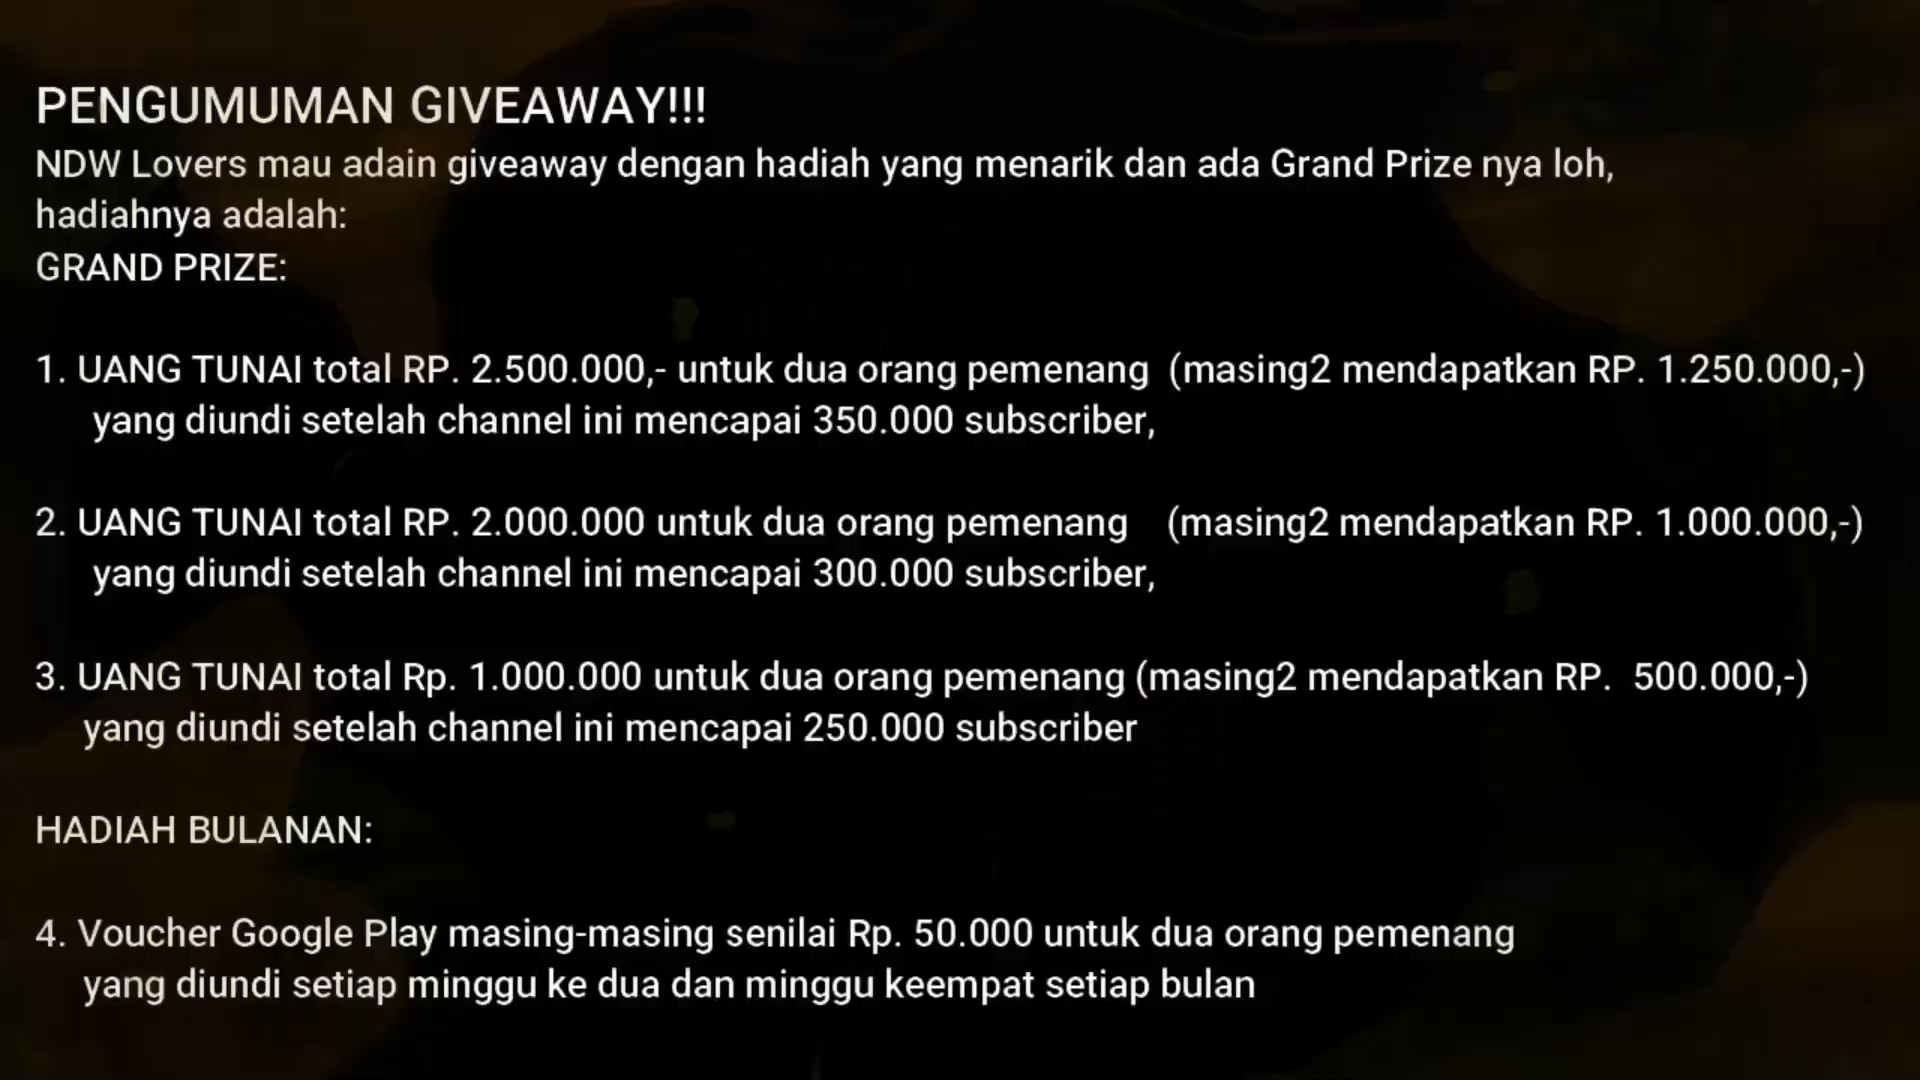 PENGUMUMAN GIVEAWAY!!!
NDW Lovers mau adain giveaway dengan hadiah yang menarik dan ada Grand Prize nya loh,
hadiahnya adalah:
GRAND PRIZE:
1. UANG TUNAI total RP. 2.500.000,- untuk dua orang pemenang (masing2 mendapatkan RP. 1.250.000,-)
yang diundi setelah channel ini mencapai 350.000 subscriber,
2. UANG TUNAI total RP. 2.000.000 untuk dua orang pemenang (masing2 mendapatkan RP. 1.000.000,-)
yang diundi setelah channel ini mencapai 300.000 subscriber,
3. UANG TUNAI total Rp. 1.000.000 untuk dua orang pemenang (masing2 mendapatkan RP. 500.000,-)
yang diundi setelah channel ini mencapai 250.000 subscriber
HADIAH BULANAN:
4. Voucher Google Play masing-masing senilai Rp. 50.000 untuk dua orang pemenang
yang diundi setiap minggu ke dua dan minggu keempat setiap bulan